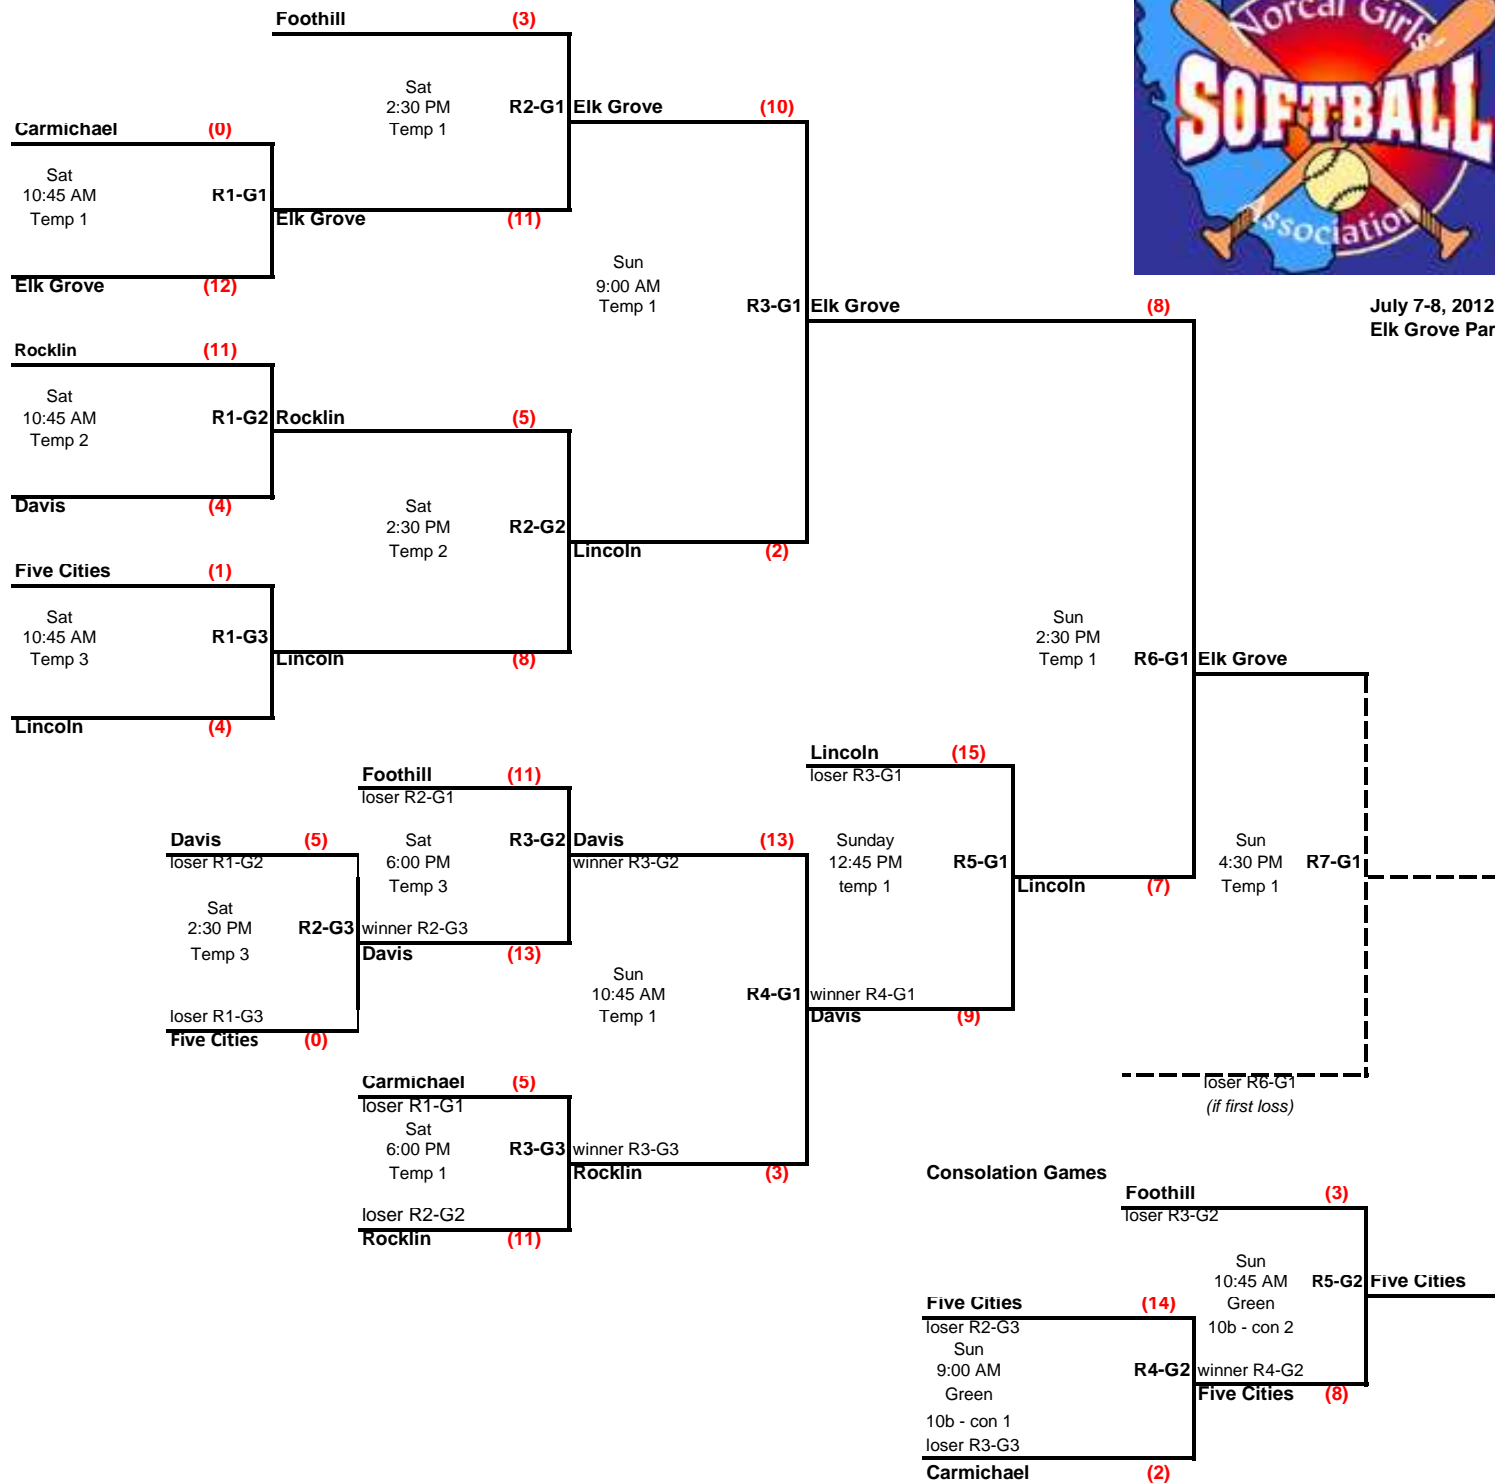 Foothill (3)
Norcal Girls'
SOFTBALL
Association
Sat
2:30 PM
Temp 1
R2-G1 Elk Grove (10)
Carmichael (0)
Sat
10:45 AM
Temp 1
R1-G1
Elk Grove (11)
Elk Grove (12)
Sun
9:00 AM
Temp 1
R3-G1 Elk Grove (8)
July 7-8, 2012
Elk Grove Par
Rocklin (11)
Sat
10:45 AM
Temp 2
R1-G2 Rocklin (5)
Davis (4)
Sat
2:30 PM
Temp 2
R2-G2
Lincoln (2)
Five Cities (1)
Sat
10:45 AM
Temp 3
R1-G3
Lincoln (8)
Lincoln (4)
Sun
2:30 PM
Temp 1
R6-G1 Elk Grove
Lincoln (15)
loser R3-G1
Foothill (11)
loser R2-G1
Davis (5)
loser R1-G2
Sat
6:00 PM
Temp 3
R3-G2 Davis (13)
winner R3-G2
Sunday
12:45 PM
temp 1
R5-G1
Lincoln (7)
Sun
4:30 PM
Temp 1
R7-G1
Sat
2:30 PM
Temp 3
R2-G3 winner R2-G3
Davis (13)
Sun
10:45 AM
Temp 1
R4-G1 winner R4-G1
Davis (9)
loser R1-G3
Five Cities (0)
Carmichael (5)
loser R1-G1
loser R6-G1
(if first loss)
Sat
6:00 PM
Temp 1
R3-G3 winner R3-G3
Rocklin (3)
Consolation Games
Foothill (3)
loser R3-G2
loser R2-G2
Rocklin (11)
Sun
10:45 AM
Green
10b - con 2
R5-G2 Five Cities
Five Cities (14)
loser R2-G3
Sun
9:00 AM
Green
10b - con 1
R4-G2 winner R4-G2
Five Cities (8)
loser R3-G3
Carmichael (2)